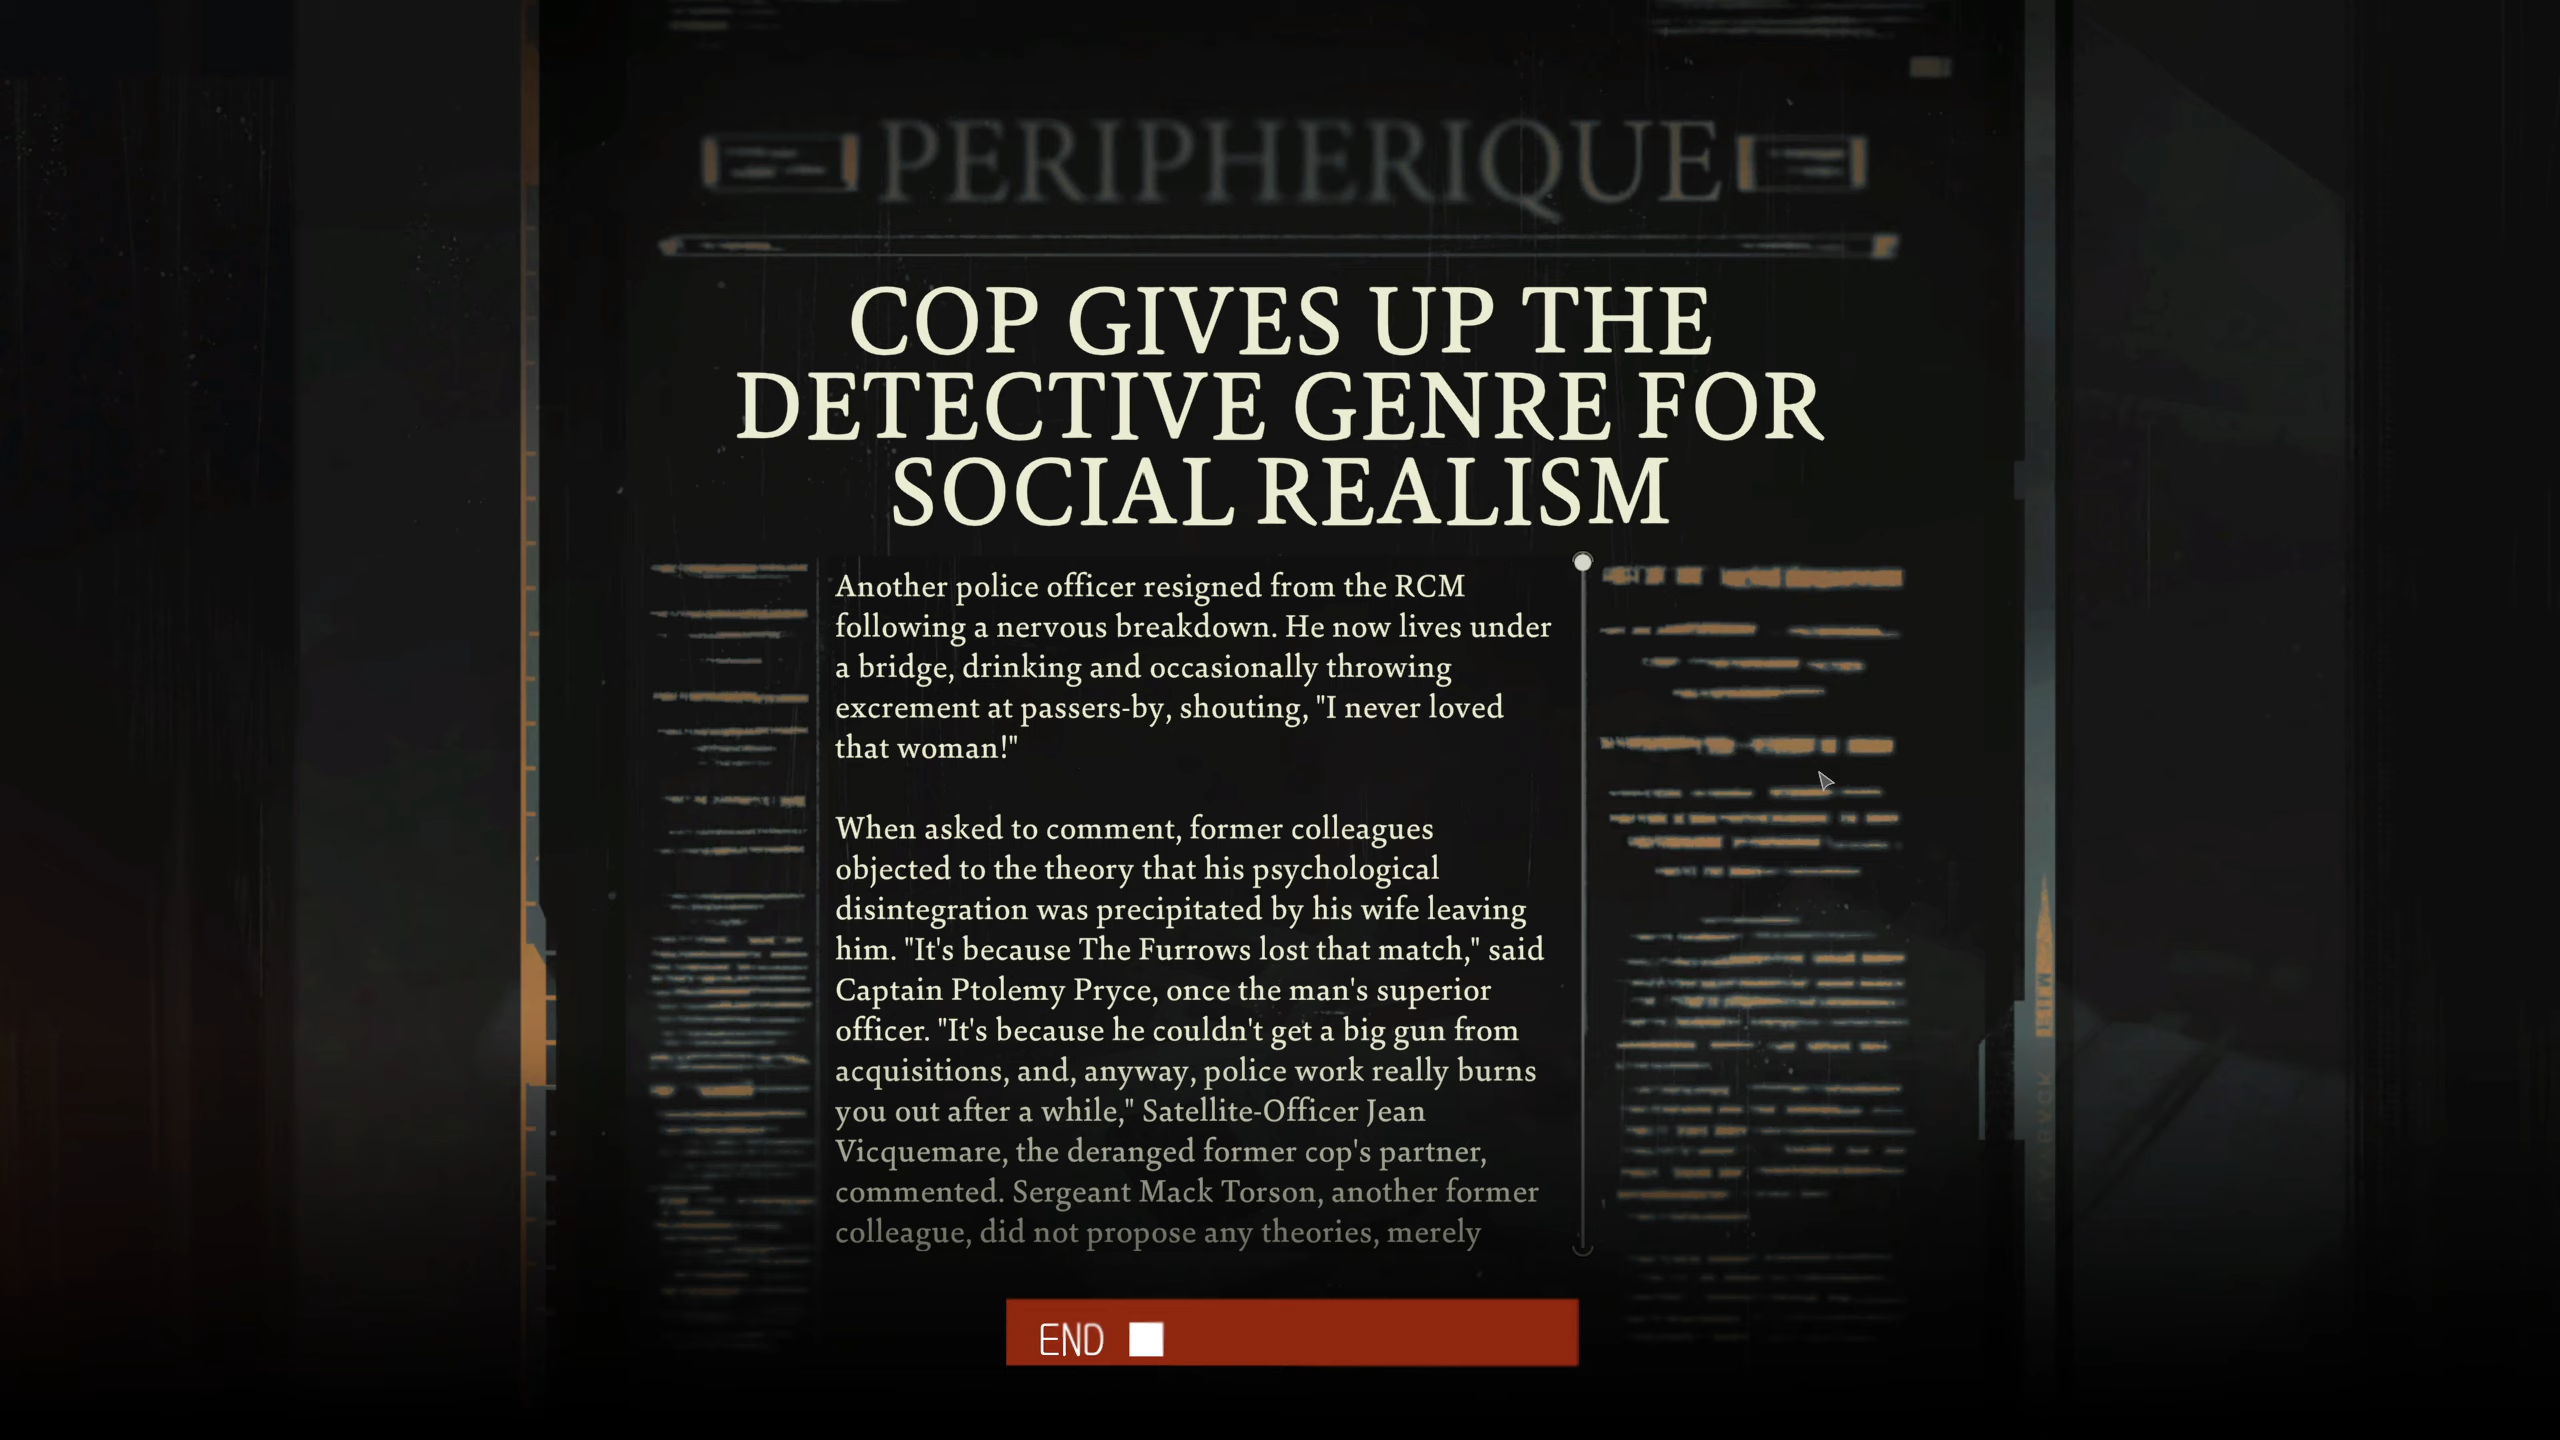 PERIPHERIQUE
COP GIVES UP THE
DETECTIVE GENRE FOR
SOCIAL REALISM
Another police officer resigned from the RCM
following a nervous breakdown. He now lives under
a bridge, drinking and occasionally throwing
excrement at passers-by, shouting, "I never loved
that woman!"
When asked to comment, former colleagues
objected to the theory that his psychological
disintegration was precipitated by his wife leaving
him. "It's because The Furrows lost that match," said
Captain Ptolemy Pryce, once the man's superior
officer. "It's because he couldn't get a big gun from
acquisitions, and, anyway, police work really burns
you out after a while," Satellite-Officer Jean
Vicquemare, the deranged former cop's partner,
commented. Sergeant Mack Torson, another former
colleague, did not propose any theories, merely
END